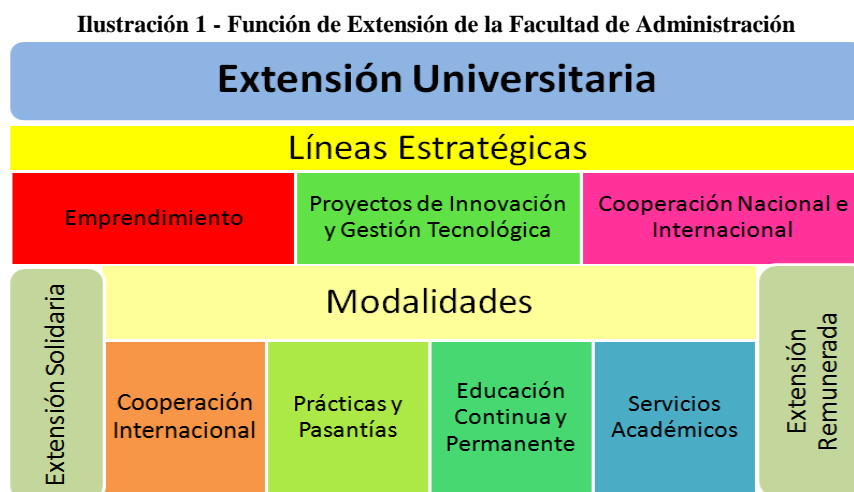 Ilustración 1 - Función de Extensión de la Facultad de Administración
Extensión Universitaria
Líneas Estratégicas
Emprendimiento
Proyectos de Innovación
y Gestión Tecnológica
Cooperación Nacional e
Internacional
Extensión Solidaria
Modalidades
Cooperación
Internacional
Prácticas y
Pasantías
Educación
Continua y
Permanente
Servicios
Académicos
Extensión
Remunerada